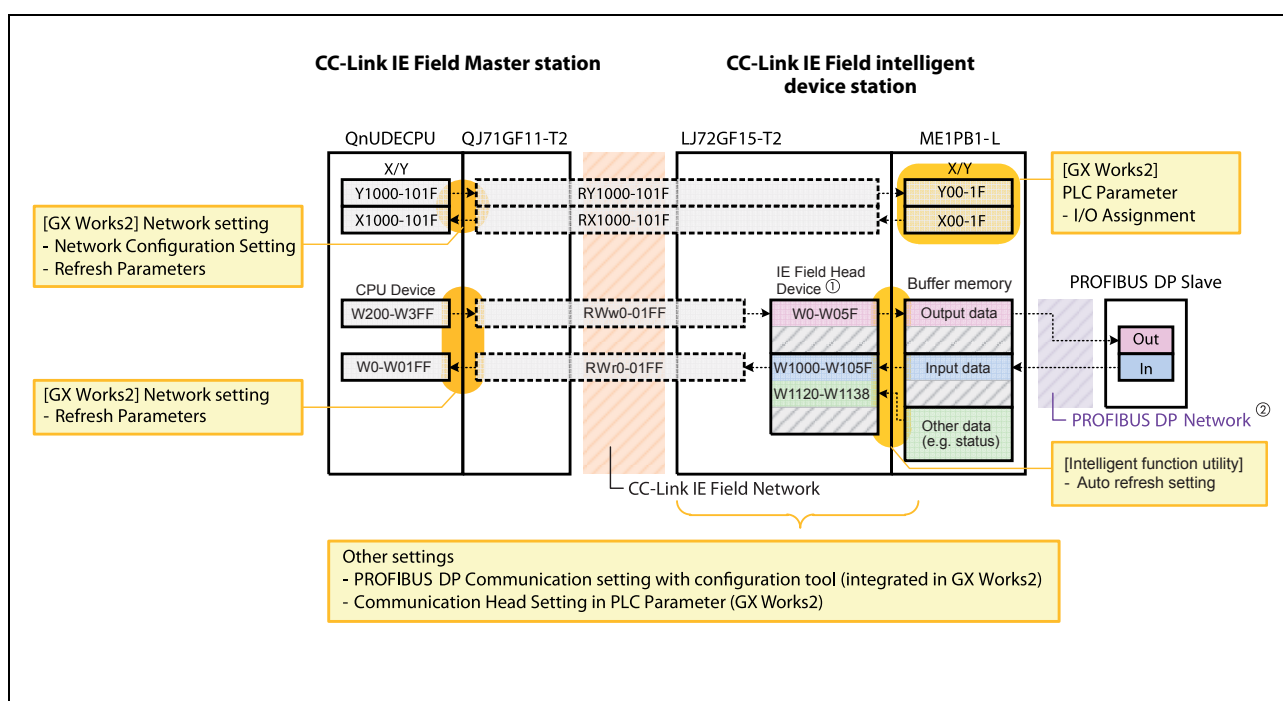 CC-Link IE Field Master station
CC-Link IE Field intelligent
device station
QnUDECPU
QJ71GF11-T2
LJ72GF15-T2
ME1PB1-L
X/Y
X/Y
Y1000-101F
RY1000-101F
Y00-1F
X1000-101F
RX1000-101F
X00-1F
[GX Works2]
PLC Parameter
- I/O Assignment
[GX Works2] Network setting
- Network Configuration Setting
- Refresh Parameters
CPU Device
IE Field Head
Device ①
Buffer memory
PROFIBUS DP Slave
W200-W3FF
RWw0-01FF
W0-W05F
Output data
Out
W0-W01FF
RWr0-01FF
W1000-W105F
Input data
In
W1120-W1138
Other data
(e.g. status)
[GX Works2] Network setting
- Refresh Parameters
PROFIBUS DP Network ②
[Intelligent function utility]
- Auto refresh setting
CC-Link IE Field Network
Other settings
- PROFIBUS DP Communication setting with configuration tool (integrated in GX Works2)
- Communication Head Setting in PLC Parameter (GX Works2)